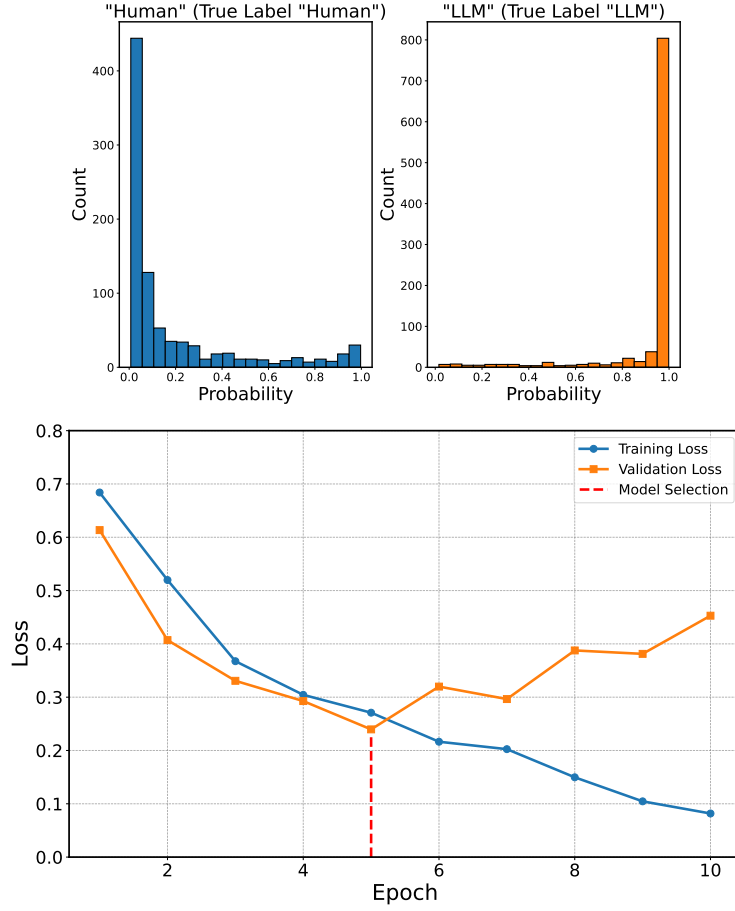 "Human" (True Label "Human")
"LLM" (True Label "LLM")
400
300
200
100
0
Count
0.0 0.2 0.4 0.6 0.8 1.0
Probability
800
700
600
500
400
300
200
100
0
Count
0.0 0.2 0.4 0.6 0.8 1.0
Probability
0.8
0.7
0.6
0.5
0.4
0.3
0.2
0.1
0.0
Loss
Training Loss
Validation Loss
Model Selection
2 4 6 8 10
Epoch